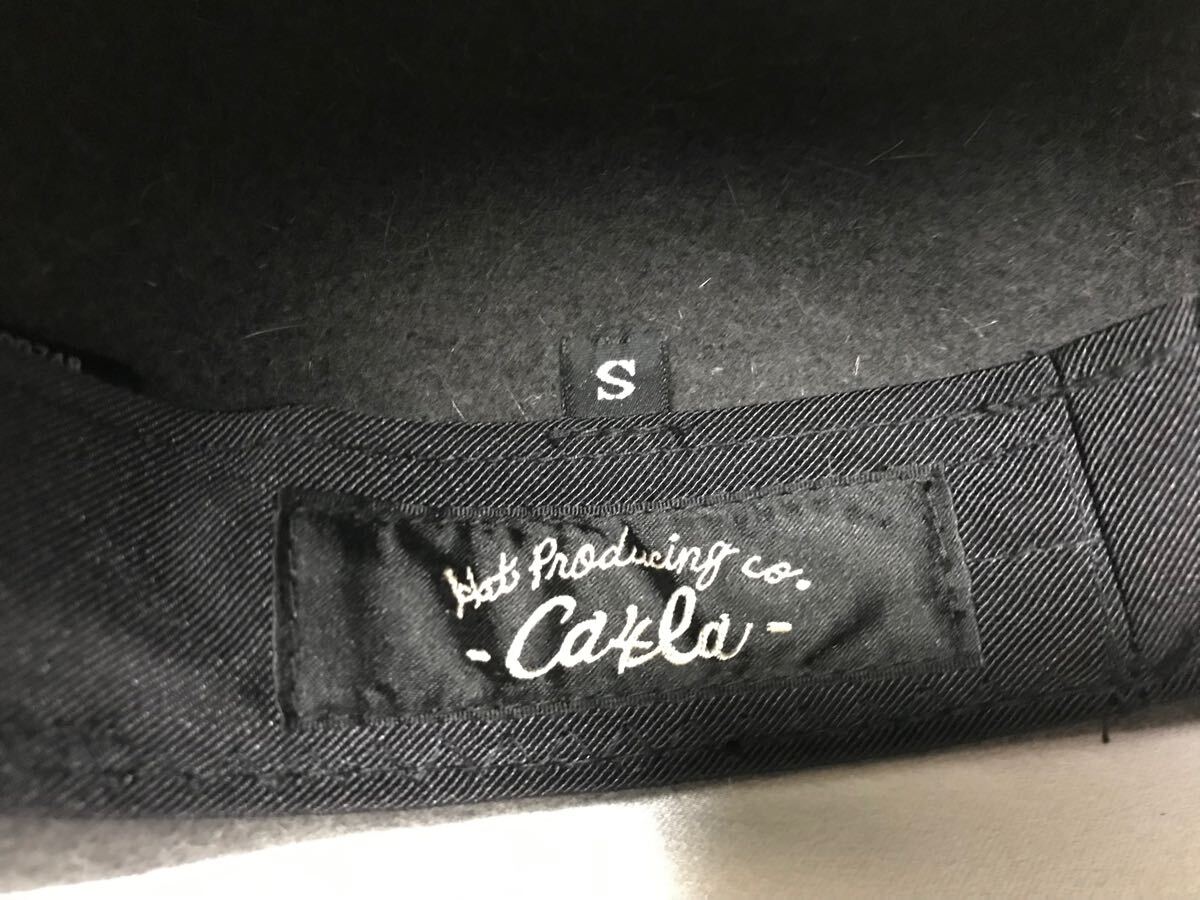 S
Hat Producing co.
- Ca4la -